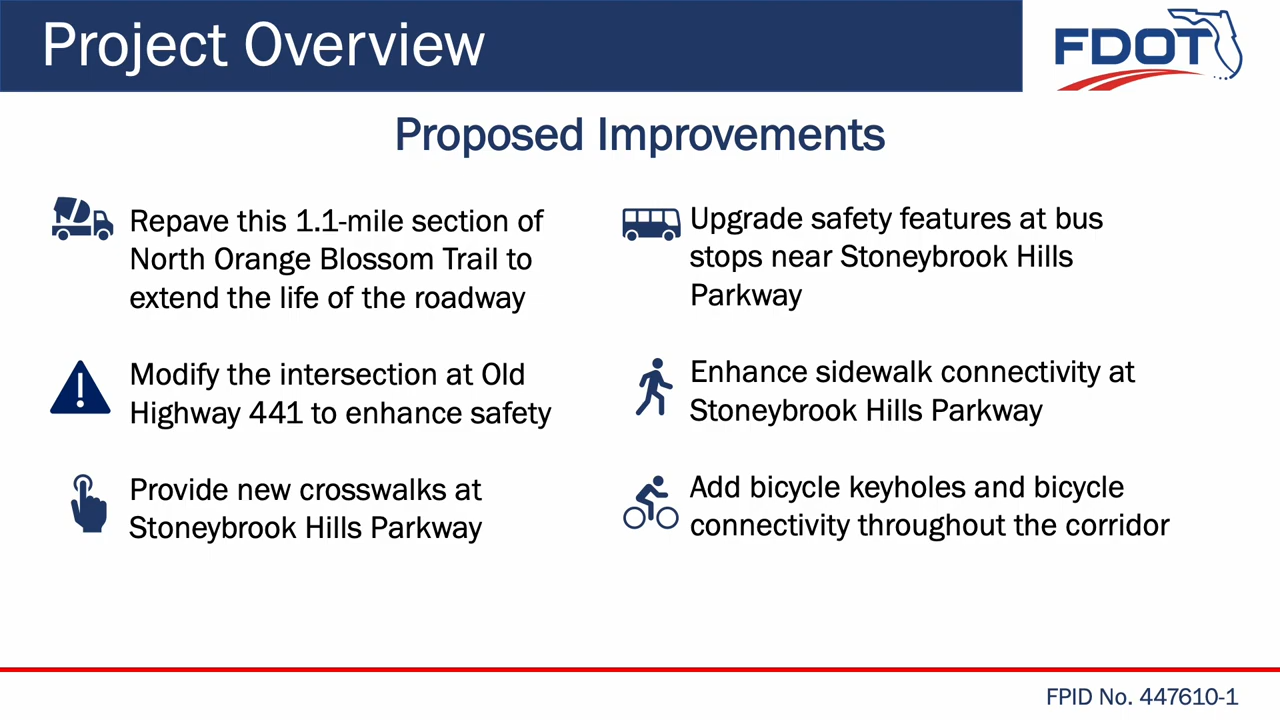 Project Overview
FDOT
Proposed Improvements
Repave this 1.1-mile section of
North Orange Blossom Trail to
extend the life of the roadway
Modify the intersection at Old
Highway 441 to enhance safety
Provide new crosswalks at
Stoneybrook Hills Parkway
Upgrade safety features at bus
stops near Stoneybrook Hills
Parkway
Enhance sidewalk connectivity at
Stoneybrook Hills Parkway
Add bicycle keyholes and bicycle
connectivity throughout the corridor
FPID No. 447610-1